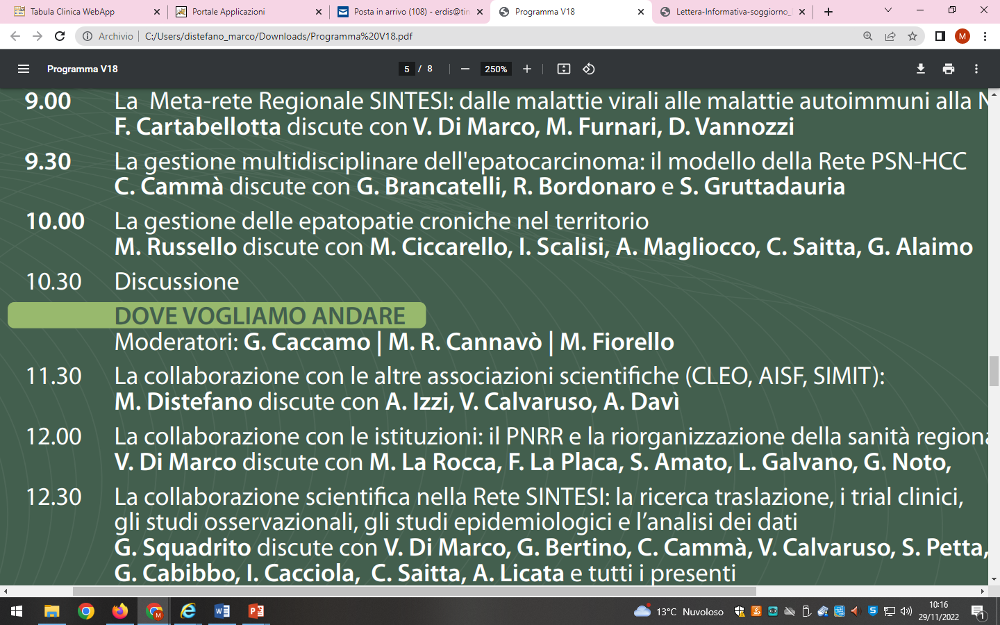 Tabula Clinica WebApp
Portale Applicazioni
Posta in arrivo (108) - erdis@tin
Programma V18
Lettera-Informativa-soggiorno_
Archivio
C:/Users/distefano_marco/Downloads/Programma%20V18.pdf
M
Programma V18
5 / 8
250%
9.00 La Meta-rete Regionale SINTESI: dalle malattie virali alle malattie autoimmuni alla N
F. Cartabellotta discute con V. Di Marco, M. Furnari, D. Vannozzi
9.30 La gestione multidisciplinare dell'epatocarcinoma: il modello della Rete PSN-HCC
C. Cammà discute con G. Brancatelli, R. Bordonaro e S. Gruttadauria
10.00 La gestione delle epatopatie croniche nel territorio
M. Russello discute con M. Ciccarello, I. Scalisi, A. Magliocco, C. Saitta, G. Alaimo
10.30 Discussione
DOVE VOGLIAMO ANDARE
Moderatori: G. Caccamo | M. R. Cannavò | M. Fiorello
11.30 La collaborazione con le altre associazioni scientifiche (CLEO, AISF, SIMIT):
M. Distefano discute con A. Izzi, V. Calvaruso, A. Davì
12.00 La collaborazione con le istituzioni: il PNRR e la riorganizzazione della sanità regiona
V. Di Marco discute con M. La Rocca, F. La Placa, S. Amato, L. Galvano, G. Noto,
12.30 La collaborazione scientifica nella Rete SINTESI: la ricerca traslazione, i trial clinici,
gli studi osservazionali, gli studi epidemiologici e l’analisi dei dati
G. Squadrito discute con V. Di Marco, G. Bertino, C. Cammà, V. Calvaruso, S. Petta,
G. Cabibbo, I. Cacciola, C. Saitta, A. Licata e tutti i presenti
13°C Nuvoloso
10:16
29/11/2022
1